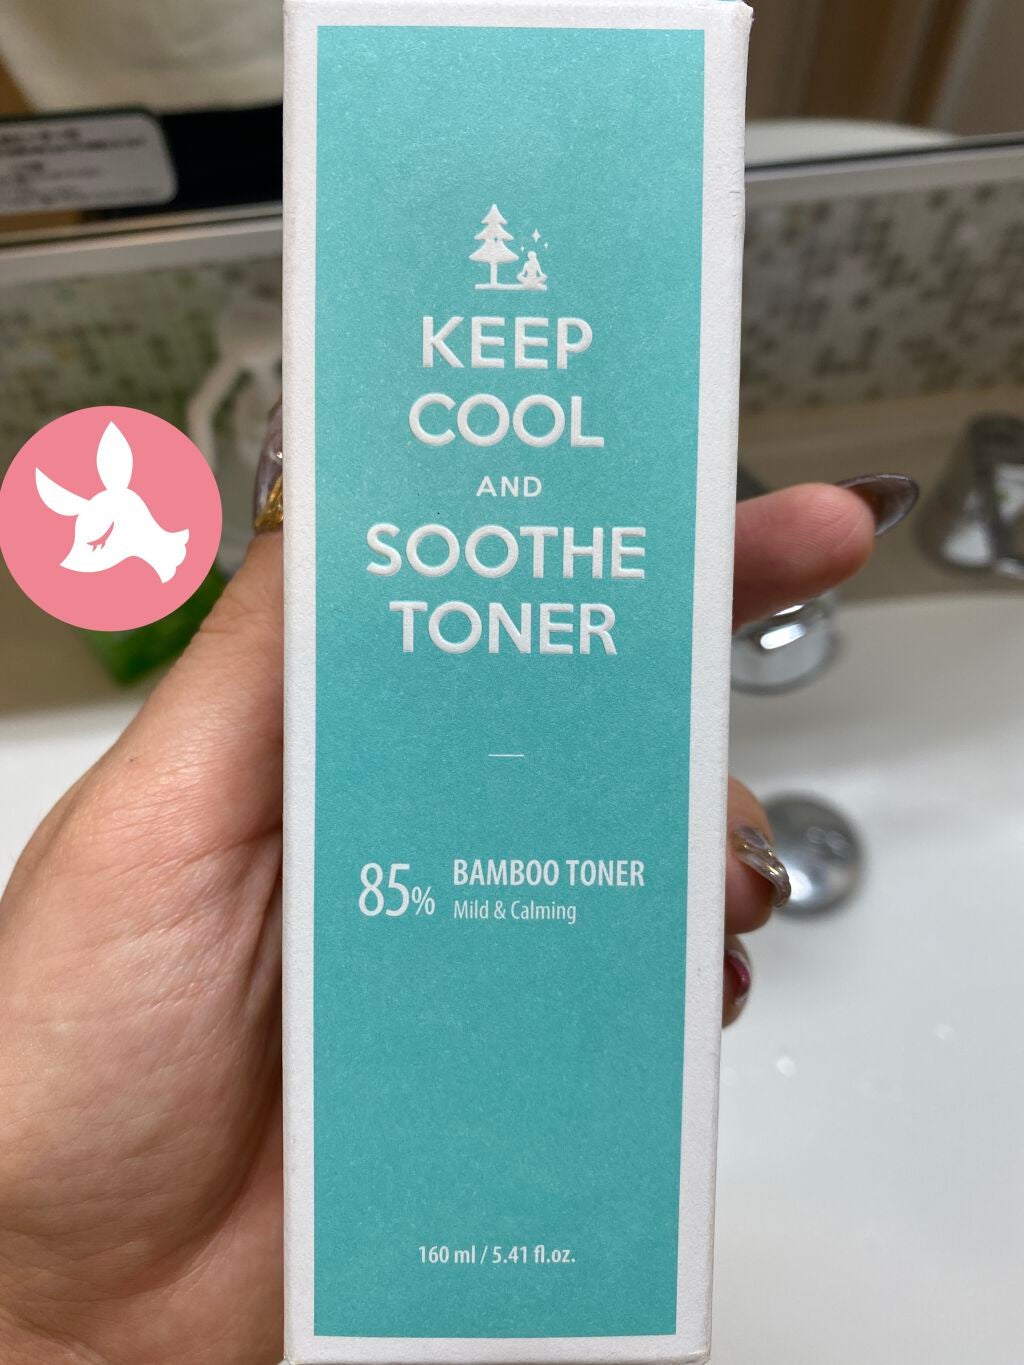 KEEP
COOL
AND
SOOTHE
TONER
85% BAMBOO TONER
Mild & Calming
160 ml / 5.41 fl.oz.